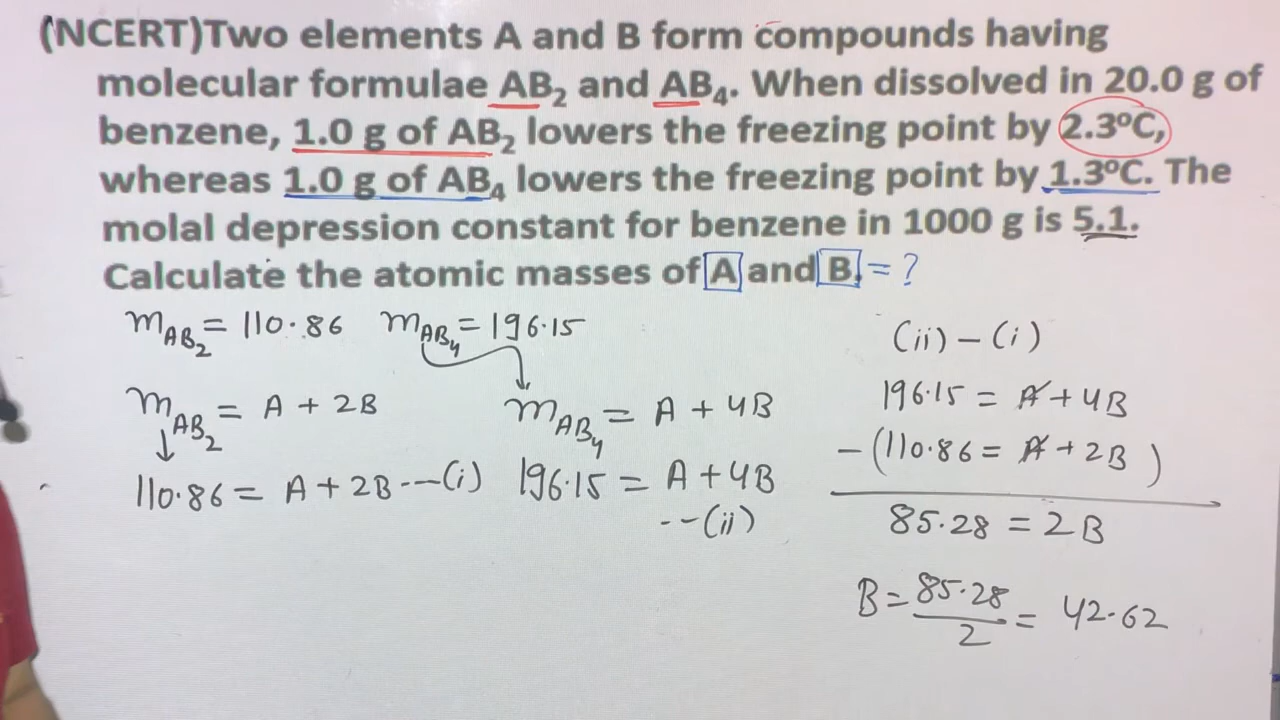 (NCERT)Two elements A and B form compounds having
molecular formulae AB₂ and AB₄. When dissolved in 20.0 g of
benzene, 1.0 g of AB₂ lowers the freezing point by 2.3°C,
whereas 1.0 g of AB₄ lowers the freezing point by 1.3°C. The
molal depression constant for benzene in 1000 g is 5.1.
Calculate the atomic masses of A and B. = ?
m_AB₂ = 110.86 m_AB₄ = 196.15
m_AB₂ = A + 2B
110.86 = A + 2B ---(i)
m_AB₄ = A + 4B
196.15 = A + 4B
--(ii)
(ii) - (i)
196.15 = A + 4B
- (110.86 = A + 2B )
85.28 = 2B
B = 85.28/2 = 42.62